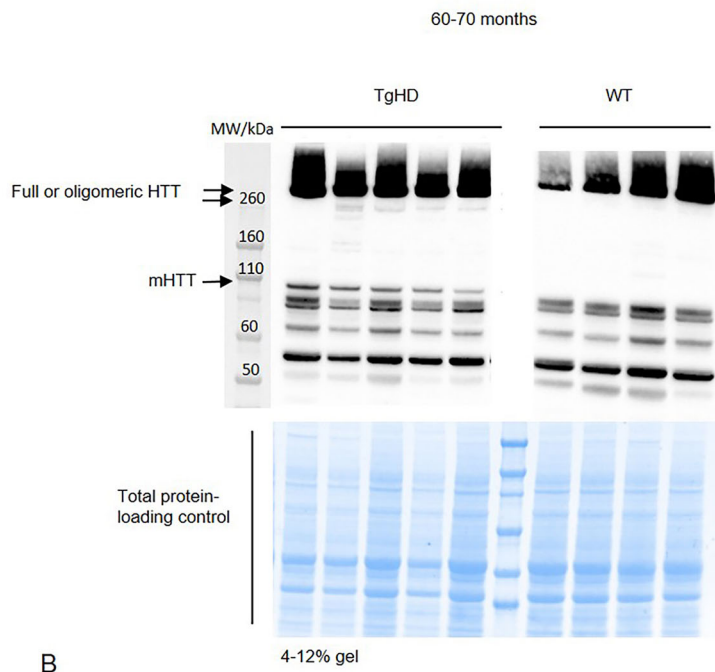 60-70 months
TgHD
WT
MW/kDa
Full or oligomeric HTT
260
160
110
mHTT
60
50
Total protein-
loading control
B
4-12% gel